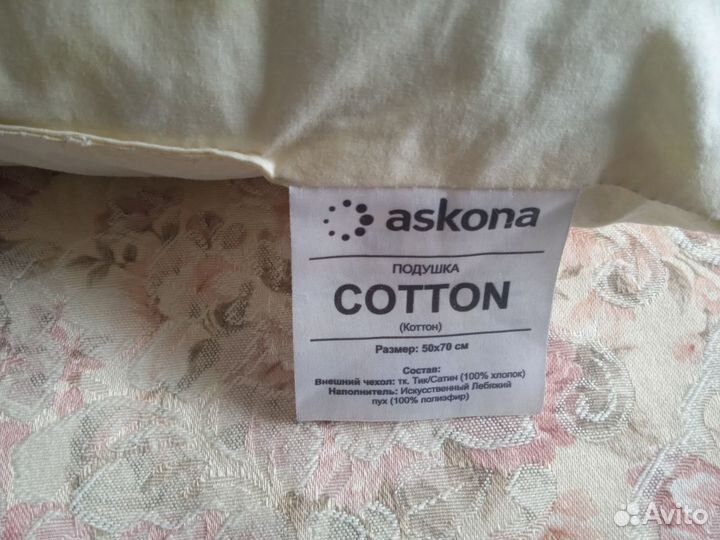 askona
ПОДУШКА
COTTON
(Коттон)
Размер: 50x70 см
Состав:
Внешний чехол: тк. Тик/Сатин (100% хлопок)
Наполнитель: Искусственный Лебяжий
пух (100% полиэфир)
Avito